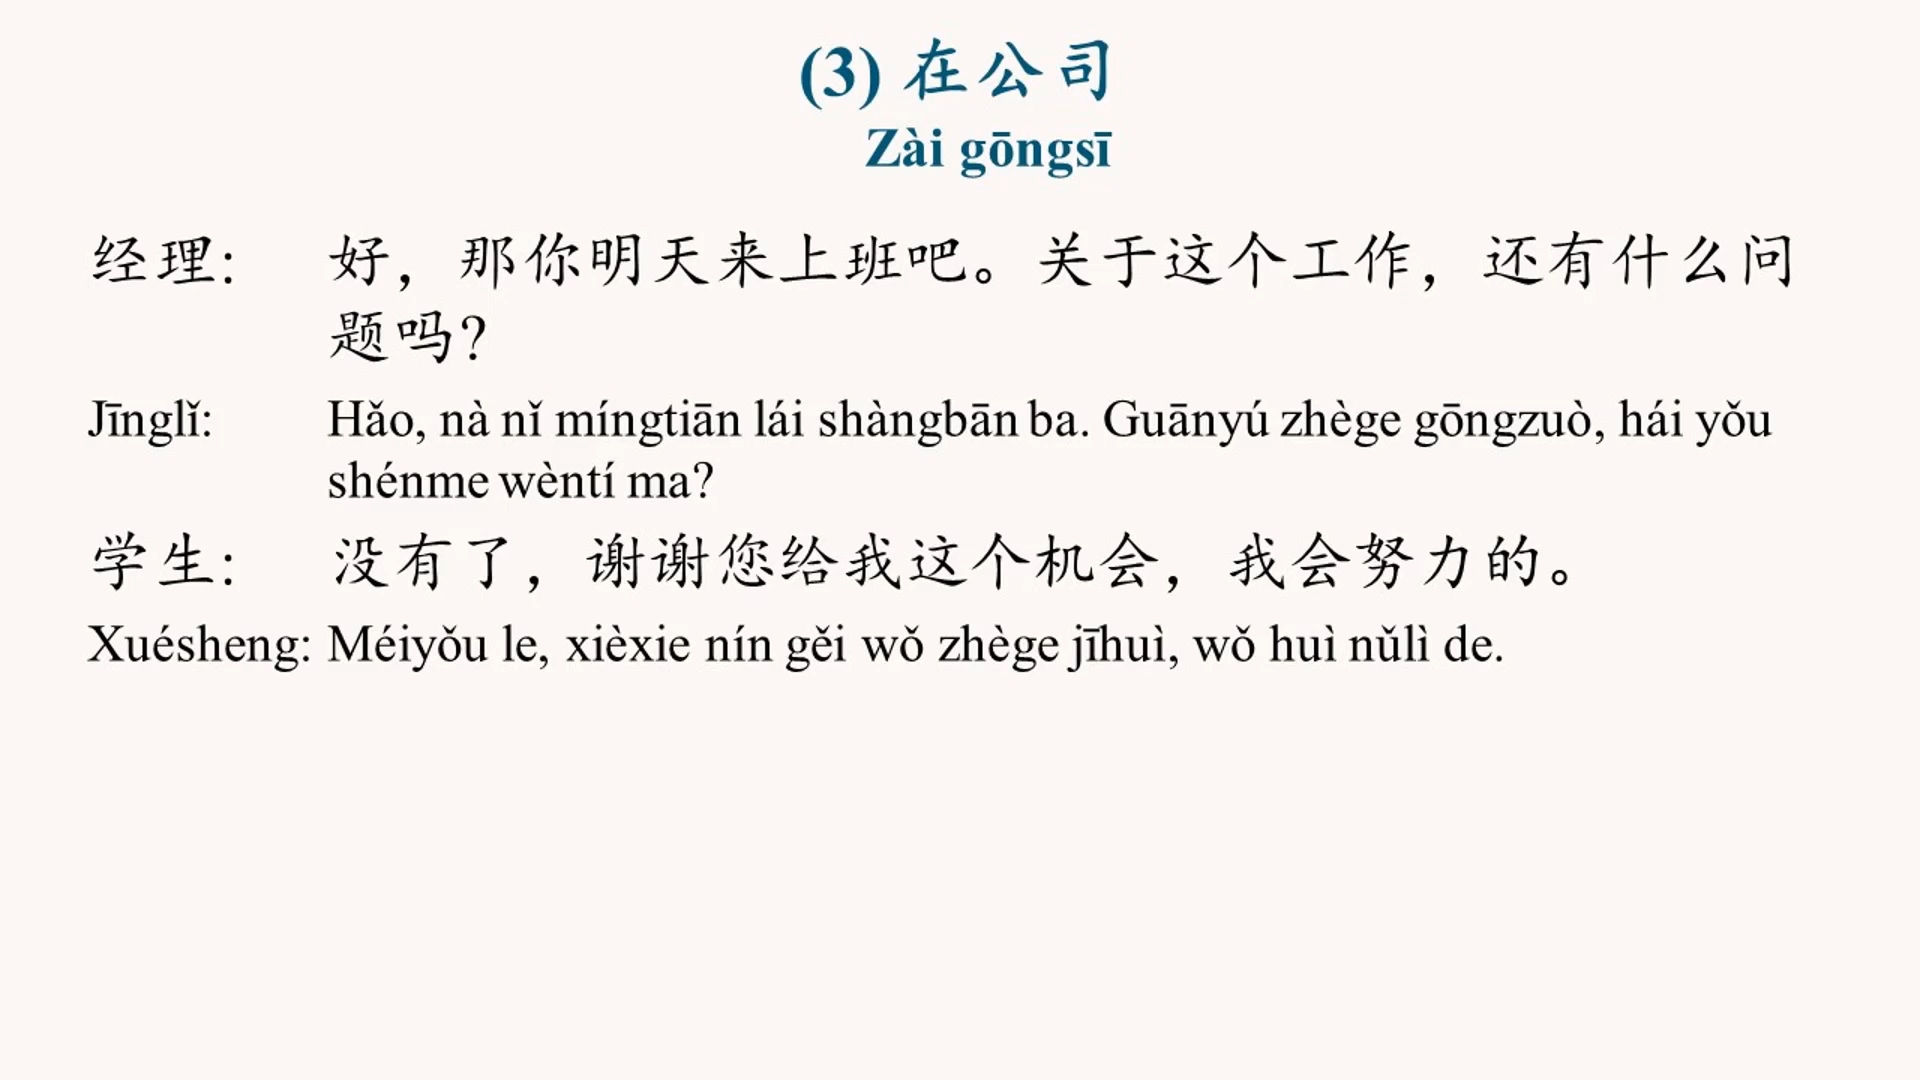 (3) 在公司
Zài gōngsī
经理: 好，那你明天来上班吧。关于这个工作，还有什么问
题吗?
Jīnglǐ: Hǎo, nà nǐ míngtiān lái shàngbān ba. Guānyú zhège gōngzuò, hái yǒu
shénme wèntí ma?
学生: 没有了，谢谢您给我这个机会，我会努力的。
Xuésheng: Méiyǒu le, xièxie nín gěi wǒ zhège jīhuì, wǒ huì nǔlì de.